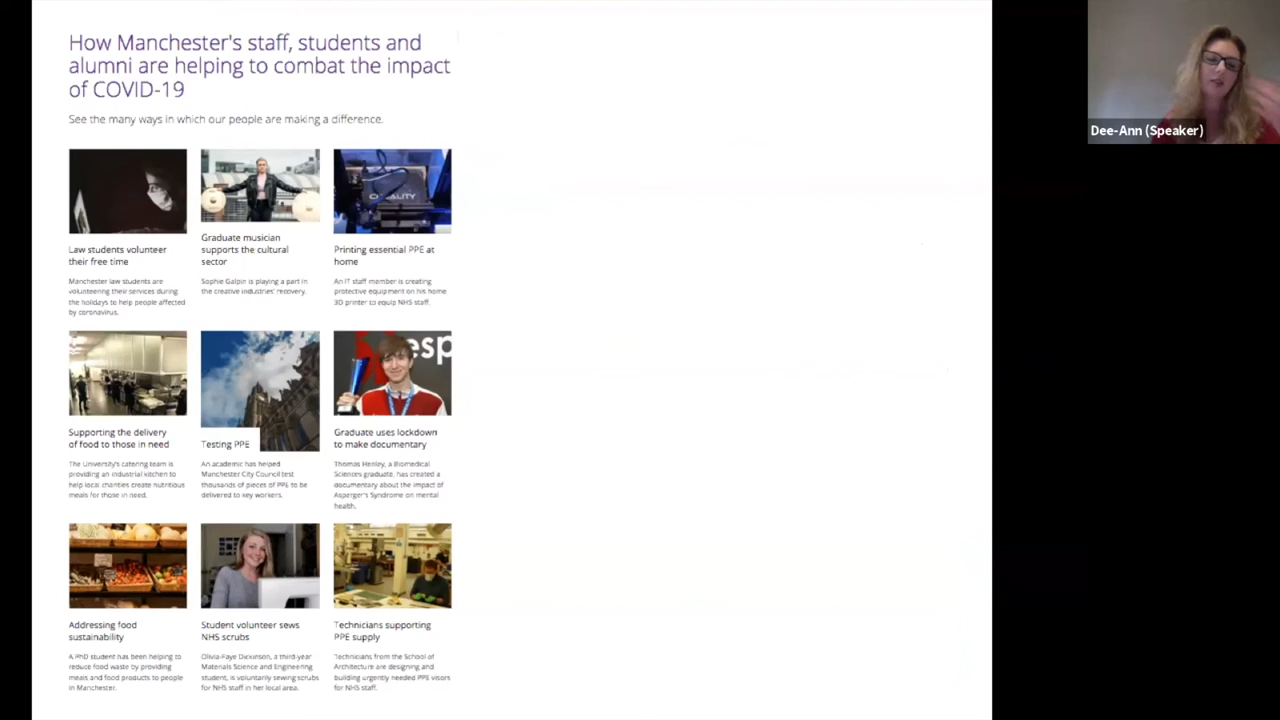 How Manchester's staff, students and
alumni are helping to combat the impact
of COVID-19
See the many ways in which our people are making a difference.
Law students volunteer
their free time
Manchester law students are
volunteering their services during
the holidays to help people affected
by coronavirus.
Graduate musician
supports the cultural
sector
Sophie Galpin is playing a part in
the creative industries' recovery.
CREALITY
Printing essential PPE at
home
An IT staff member is creating
protective equipment on his home
3D printer to equip NHS staff.
Supporting the delivery
of food to those in need
The University's catering team is
providing an industrial kitchen to
help local charities create nutritious
meals for those in need.
Testing PPE
An academic has helped
Manchester City Council test
thousands of pieces of PPE to be
delivered to key workers.
esp
Graduate uses lockdown
to make documentary
Thomas Henley, a Biomedical
Sciences graduate, has created a
documentary about the impact of
Asperger's Syndrome on mental
health.
Addressing food
sustainability
A PhD student has been helping to
reduce food waste by providing
meals and food products to people
in Manchester.
Student volunteer sews
NHS scrubs
Olivia-Faye Dickinson, a third-year
Materials Science and Engineering
student, is voluntarily sewing scrubs
for NHS staff in her local area.
Technicians supporting
PPE supply
Technicians from the School of
Architecture are designing and
building urgently needed PPE visors
for NHS staff.
Dee-Ann (Speaker)